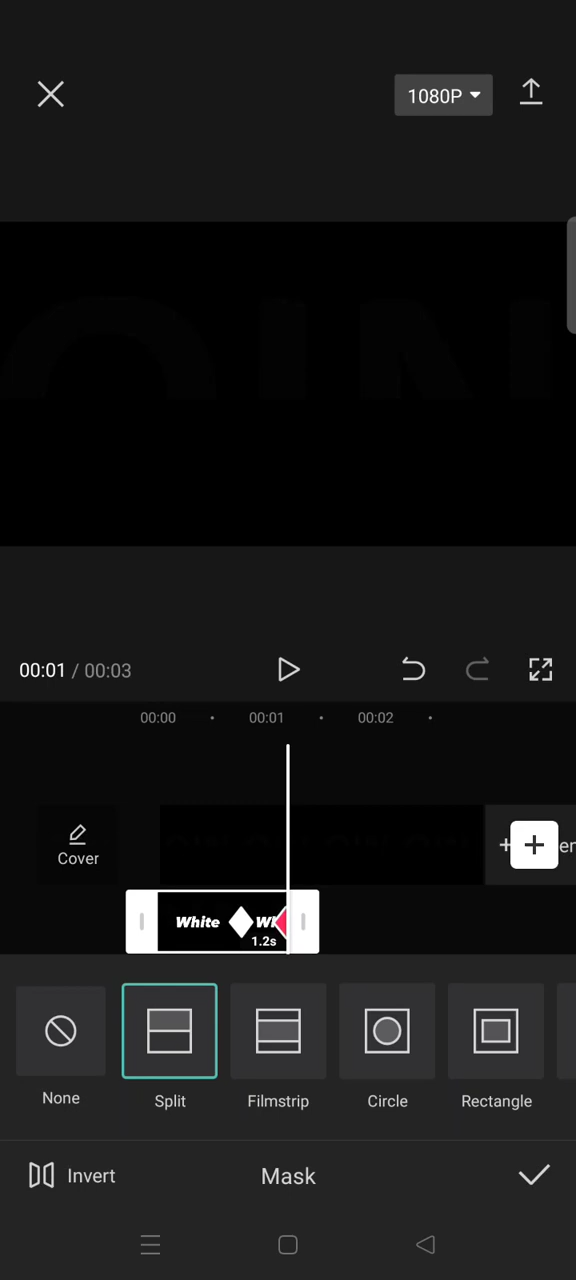 1080P
00:01 / 00:03
00:00 00:01 00:02
Cover
White
1.2s
None Split Filmstrip Circle Rectangle
Invert Mask